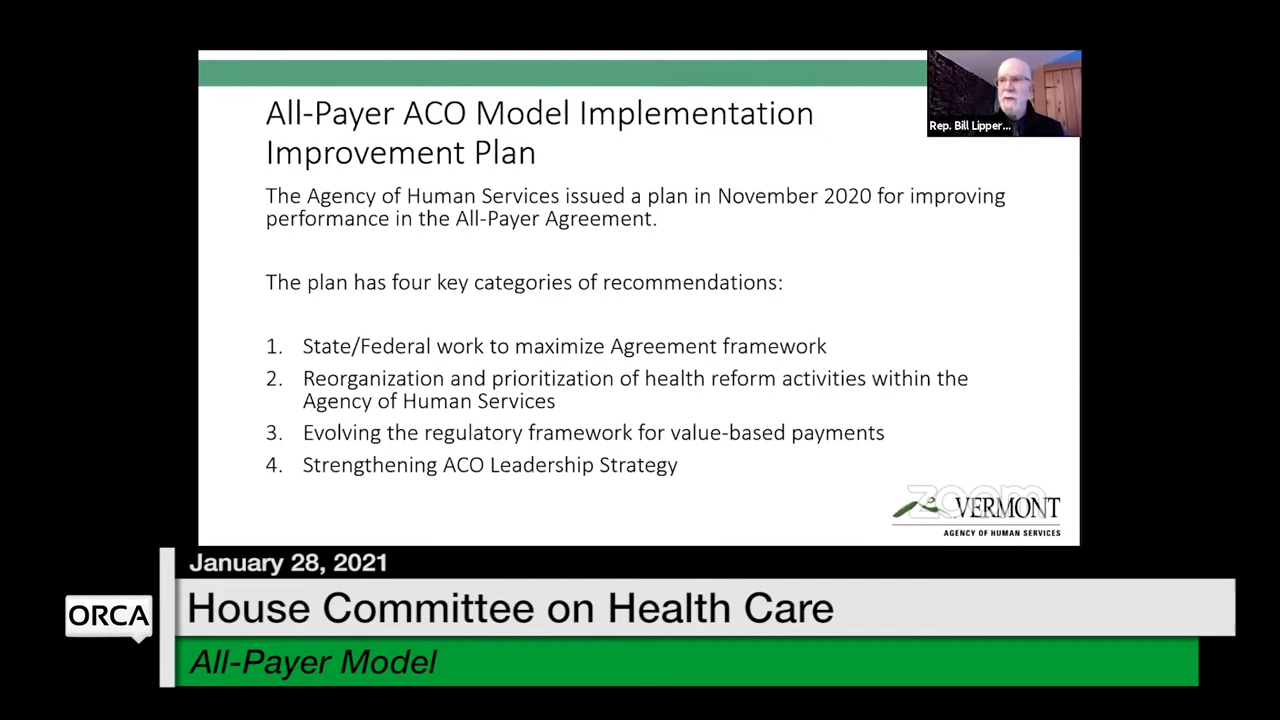 All-Payer ACO Model Implementation
Improvement Plan
Rep. Bill Lipper...
The Agency of Human Services issued a plan in November 2020 for improving
performance in the All-Payer Agreement.
The plan has four key categories of recommendations:
1. State/Federal work to maximize Agreement framework
2. Reorganization and prioritization of health reform activities within the
Agency of Human Services
3. Evolving the regulatory framework for value-based payments
4. Strengthening ACO Leadership Strategy
zoom
VERMONT
AGENCY OF HUMAN SERVICES
January 28, 2021
ORCA
House Committee on Health Care
All-Payer Model